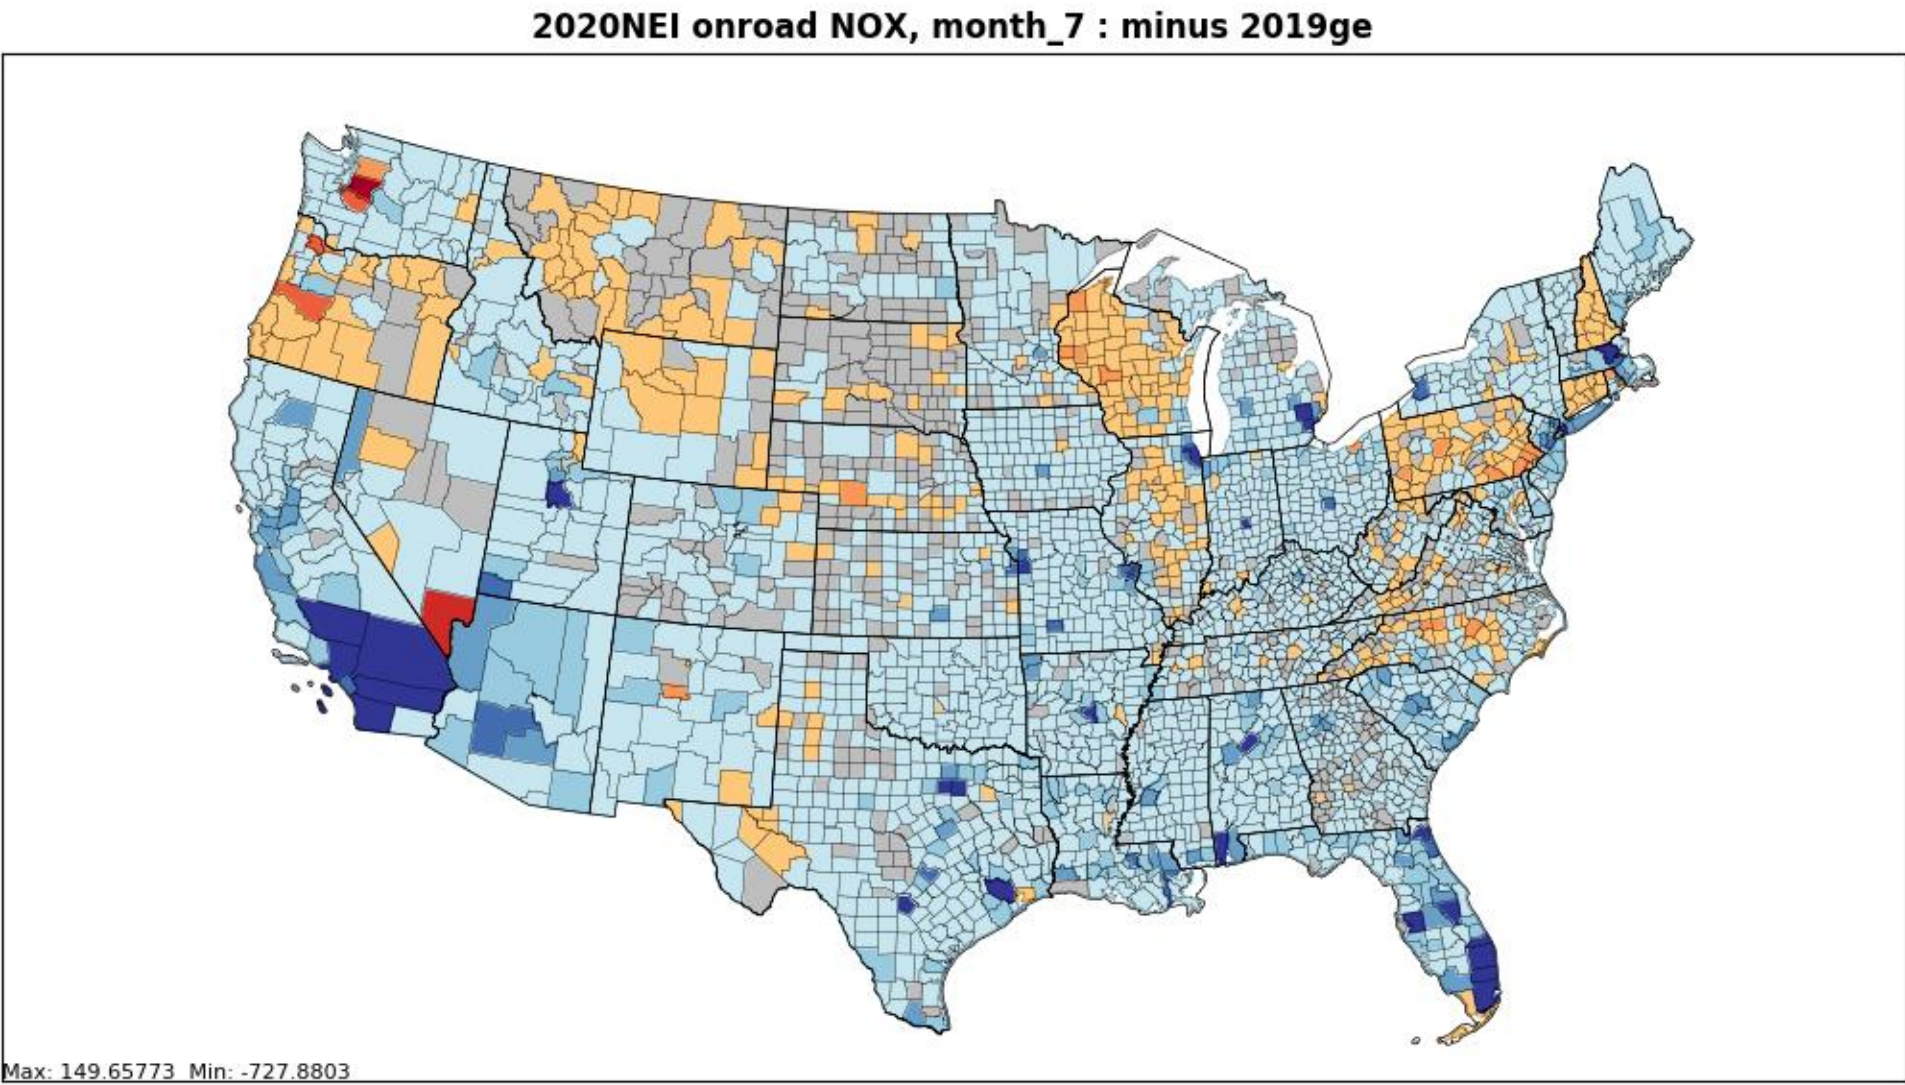 2020NEI onroad NOX, month_7 : minus 2019ge
Max: 149.65773 Min: -727.8803